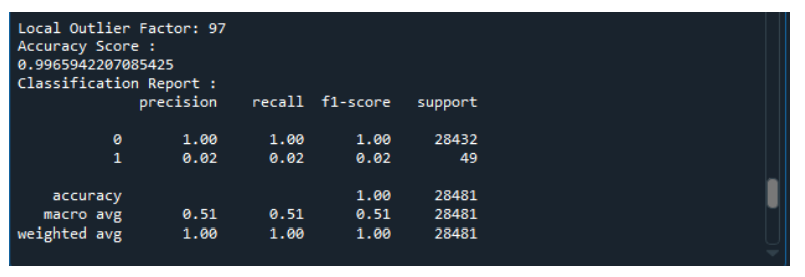 Local Outlier Factor: 97
Accuracy Score :
0.9965942207085425
Classification Report :
precision recall f1-score support
0 1.00 1.00 1.00 28432
1 0.02 0.02 0.02 49
accuracy 1.00 28481
macro avg 0.51 0.51 0.51 28481
weighted avg 1.00 1.00 1.00 28481